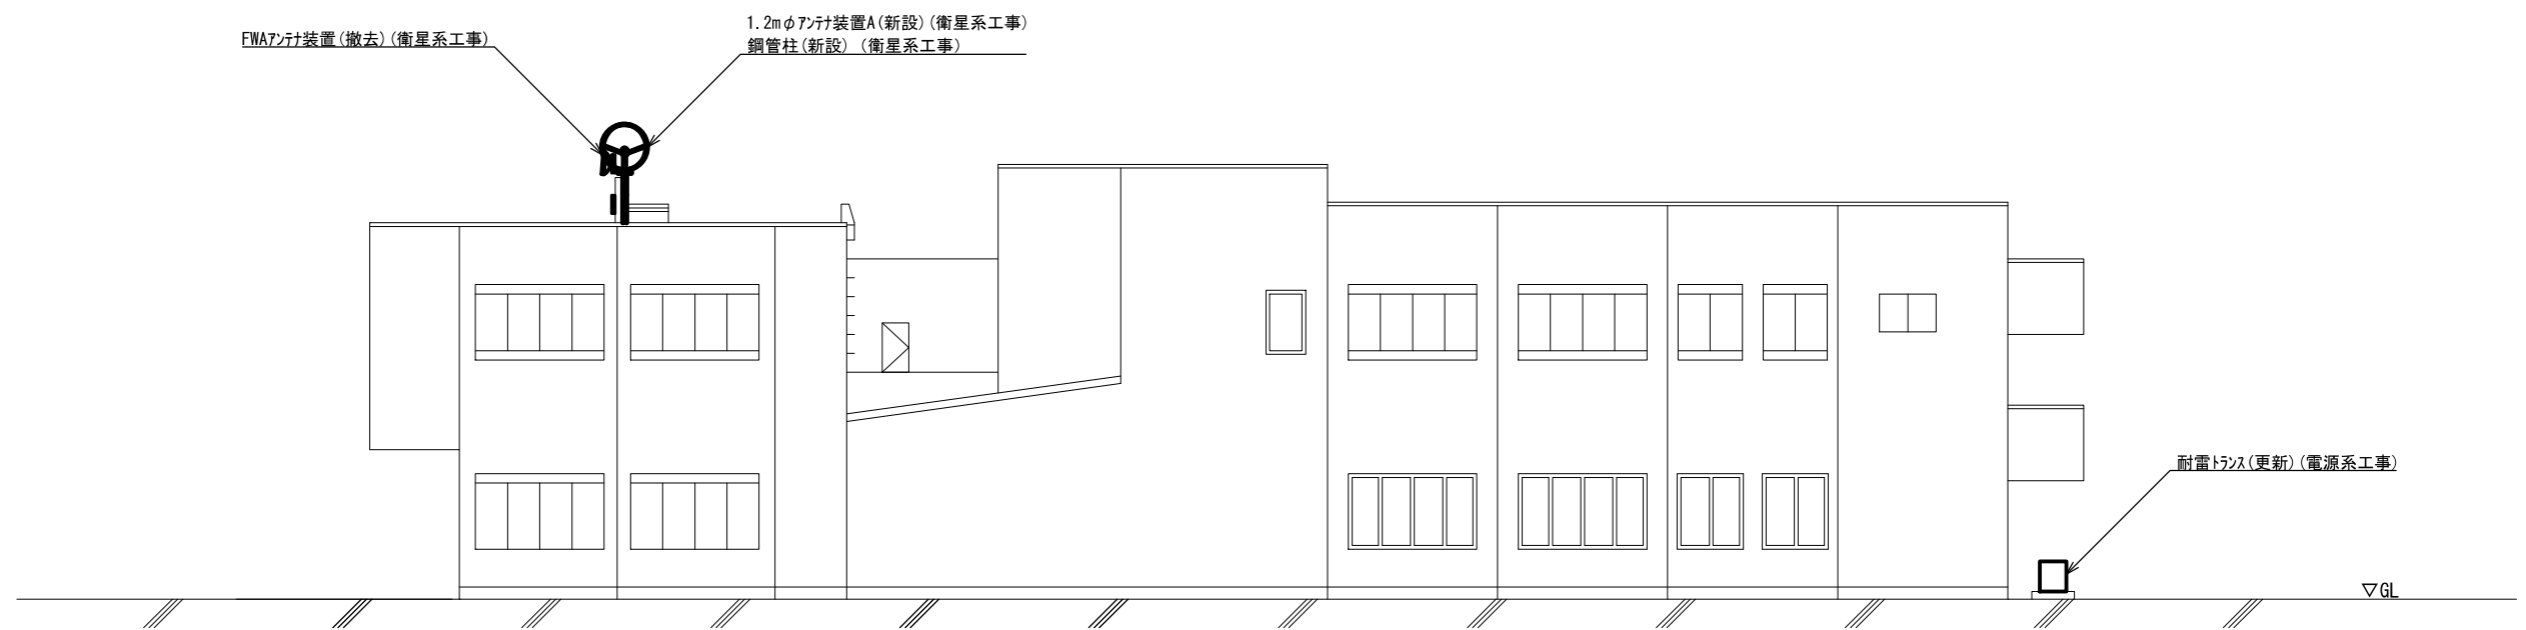 1.2mφｱﾝﾃﾅ装置A(新設)(衛星系工事)
鋼管柱(新設) (衛星系工事)
FWAｱﾝﾃﾅ装置(撤去)(衛星系工事)
耐雷ﾄﾗﾝｽ(更新)(電源系工事)
▽GL